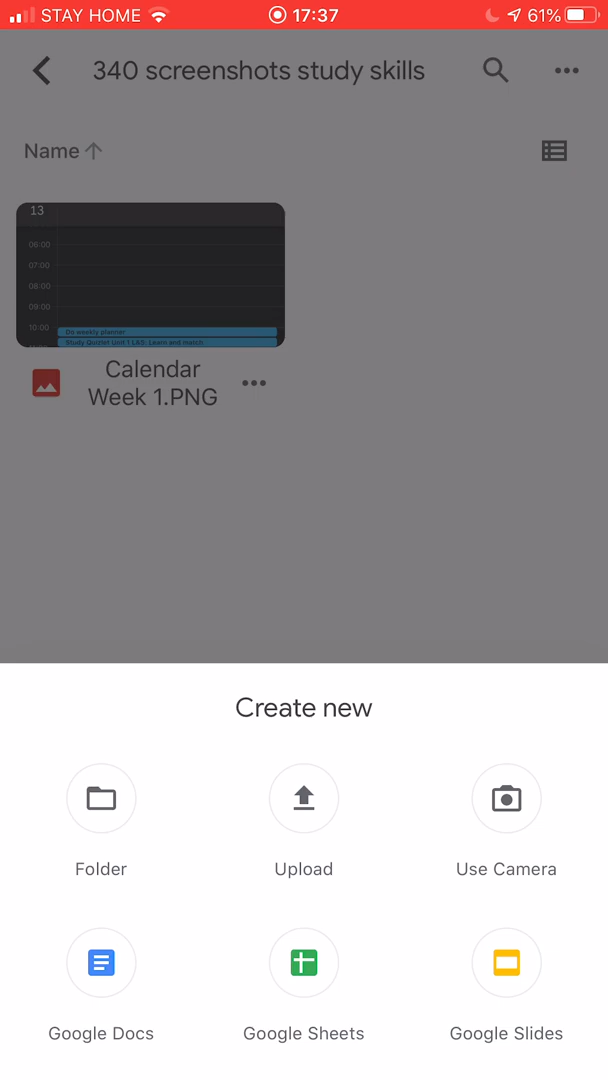 STAY HOME 17:37 61%
340 screenshots study skills
Name
13
06:00
07:00
08:00
09:00
10:00 Do weekly planner
Study Quizlet Unit 1 L&S: Learn and match
Calendar
Week 1.PNG
Create new
Folder Upload Use Camera
Google Docs Google Sheets Google Slides